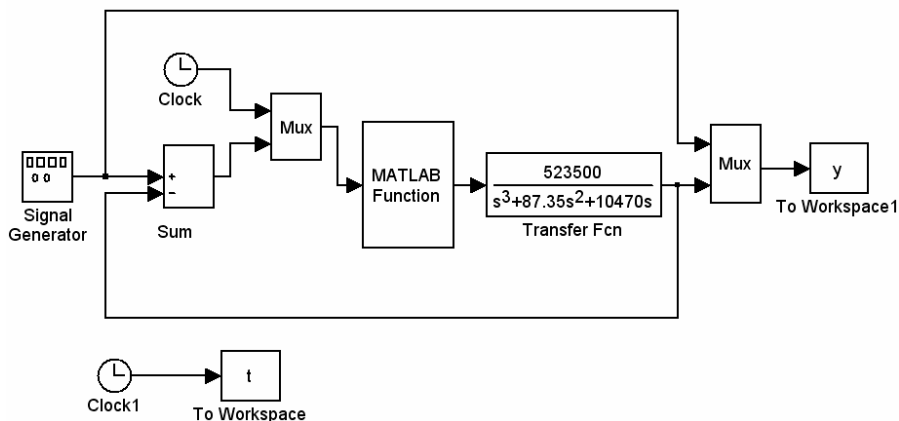 Clock
Mux
Signal
Generator
+
−
Sum
MATLAB
Function
523500
s³+87.35s²+10470s
Transfer Fcn
Mux
y
To Workspace1
Clock1
t
To Workspace